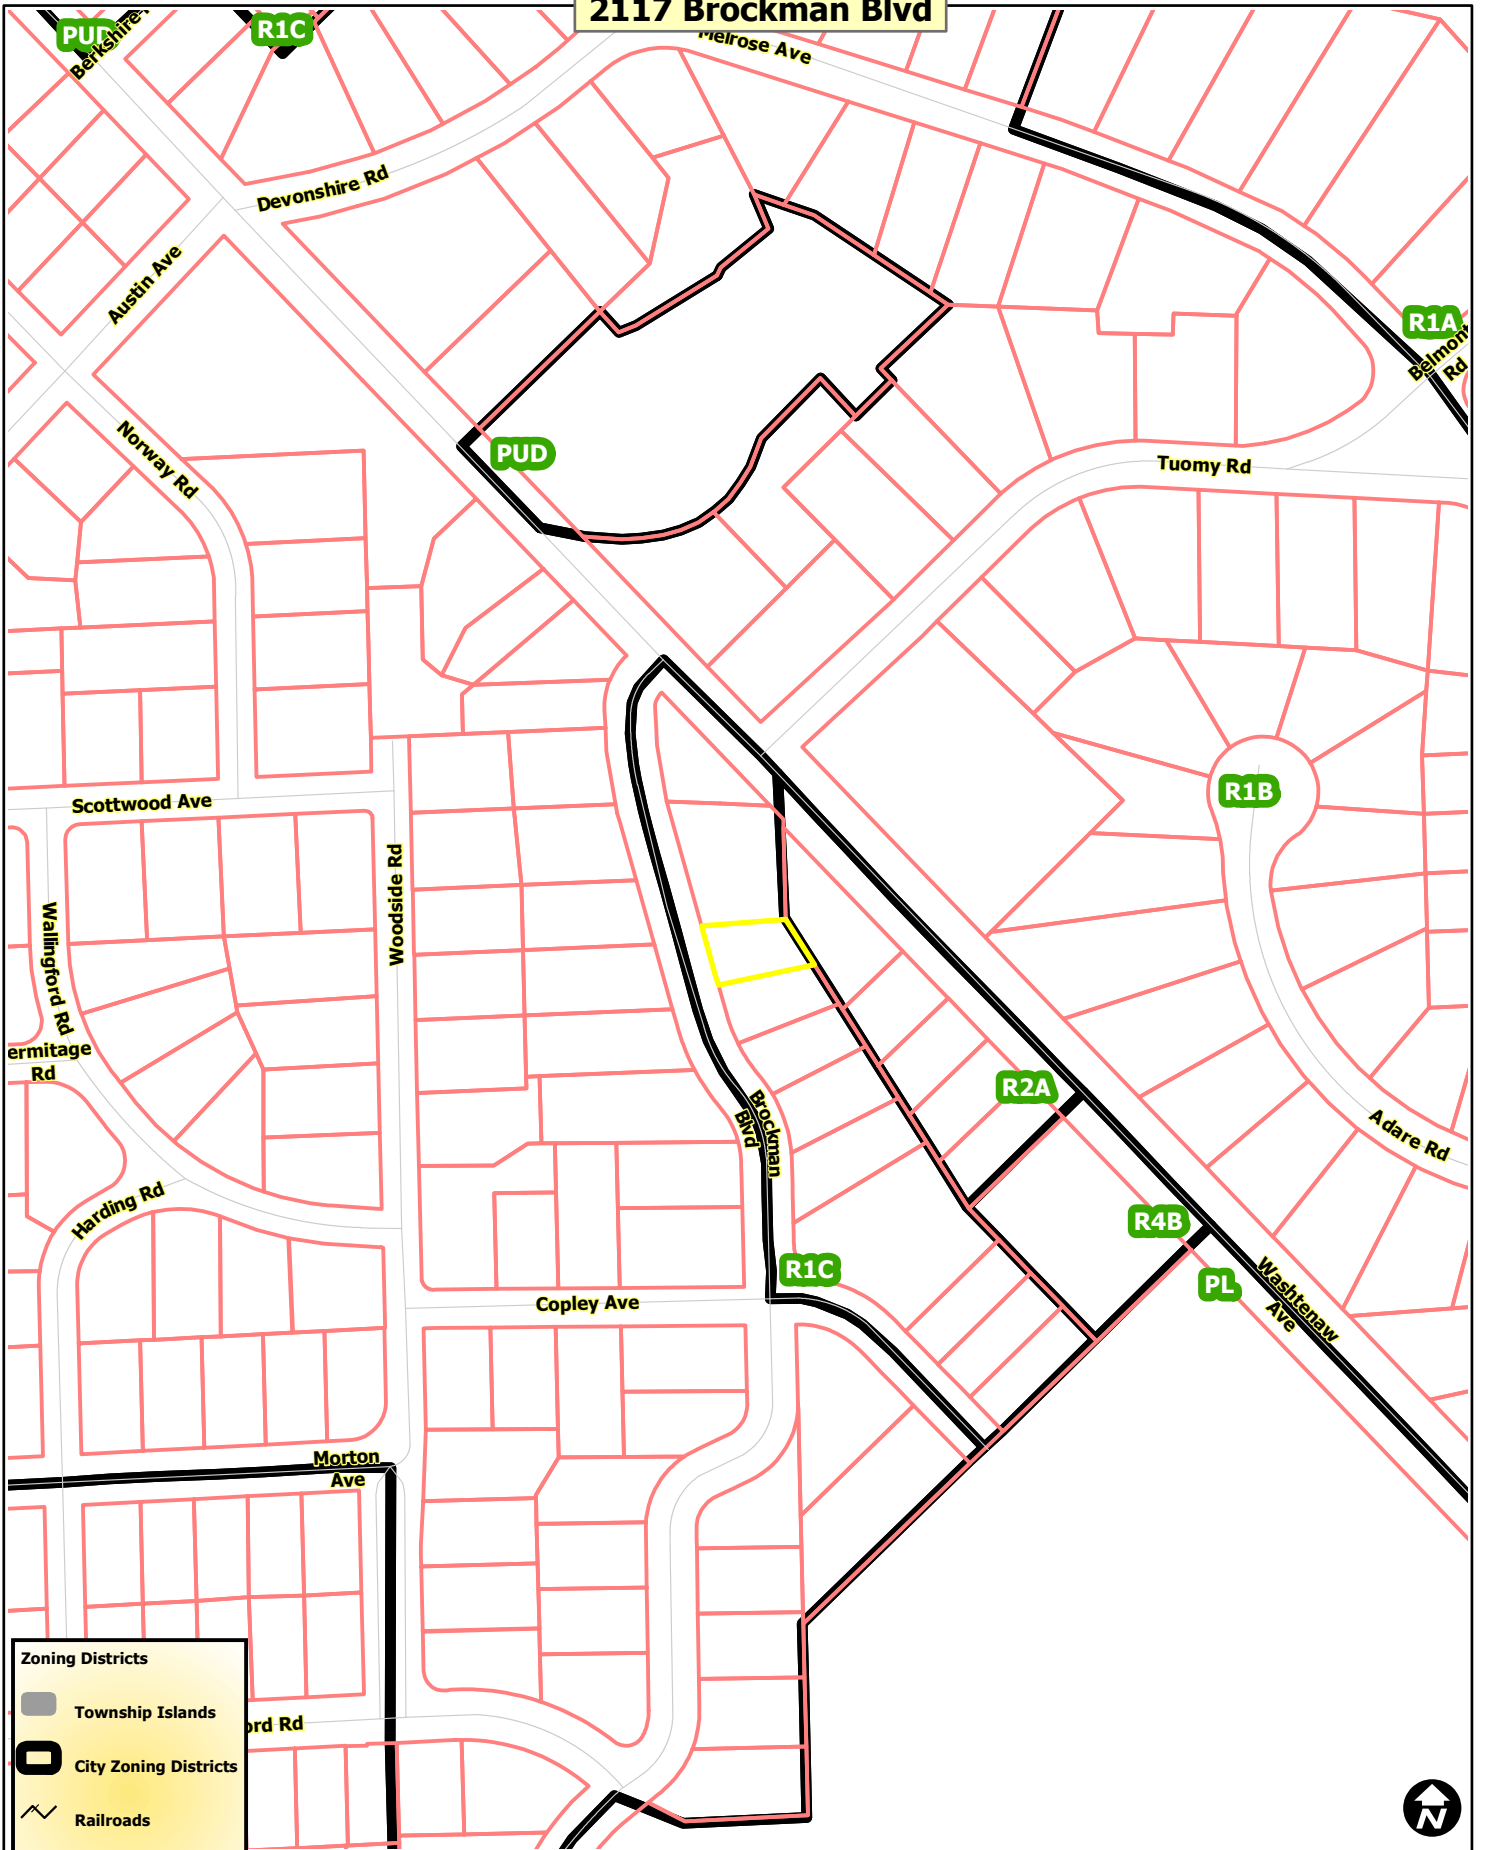 2117 Brockman Blvd
PUD
R1C
Melrose Ave
Devonshire Rd
Austin Ave
R1A
Belmont
Rd
Norway Rd
PUD
Tuomy Rd
Scottwood Ave
R1B
Woodside Rd
Wallingford Rd
ermitage
Rd
R2A
Brockman
Blvd
Adare Rd
Harding Rd
R4B
R1C
PL
Washtenaw
Ave
Copley Ave
Morton
Ave
Zoning Districts
Township Islands
ord Rd
City Zoning Districts
Railroads
N